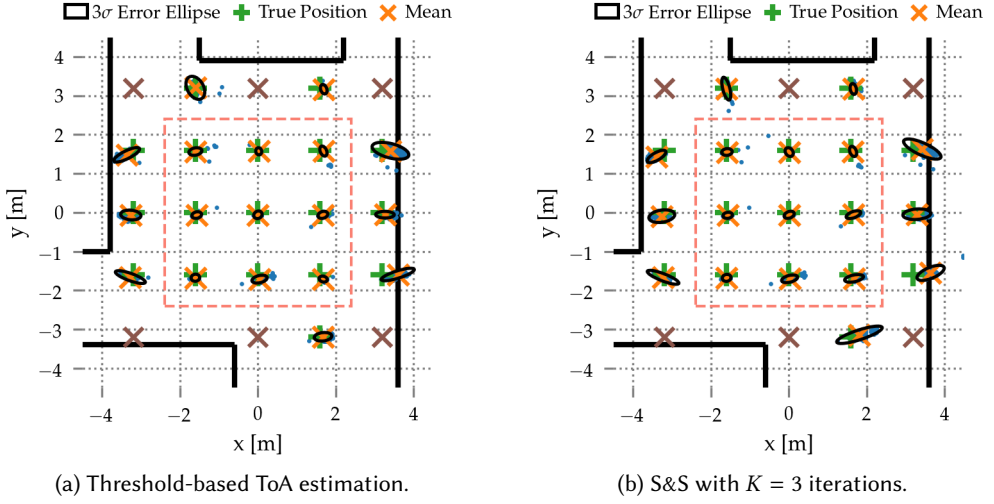 3σ Error Ellipse True Position Mean
4
3
2
1
0
−1
−2
−3
−4
y [m]
−4 −2 0 2 4
x [m]
(a) Threshold-based ToA estimation.
3σ Error Ellipse True Position Mean
4
3
2
1
0
−1
−2
−3
−4
y [m]
−4 −2 0 2 4
x [m]
(b) S&S with K = 3 iterations.